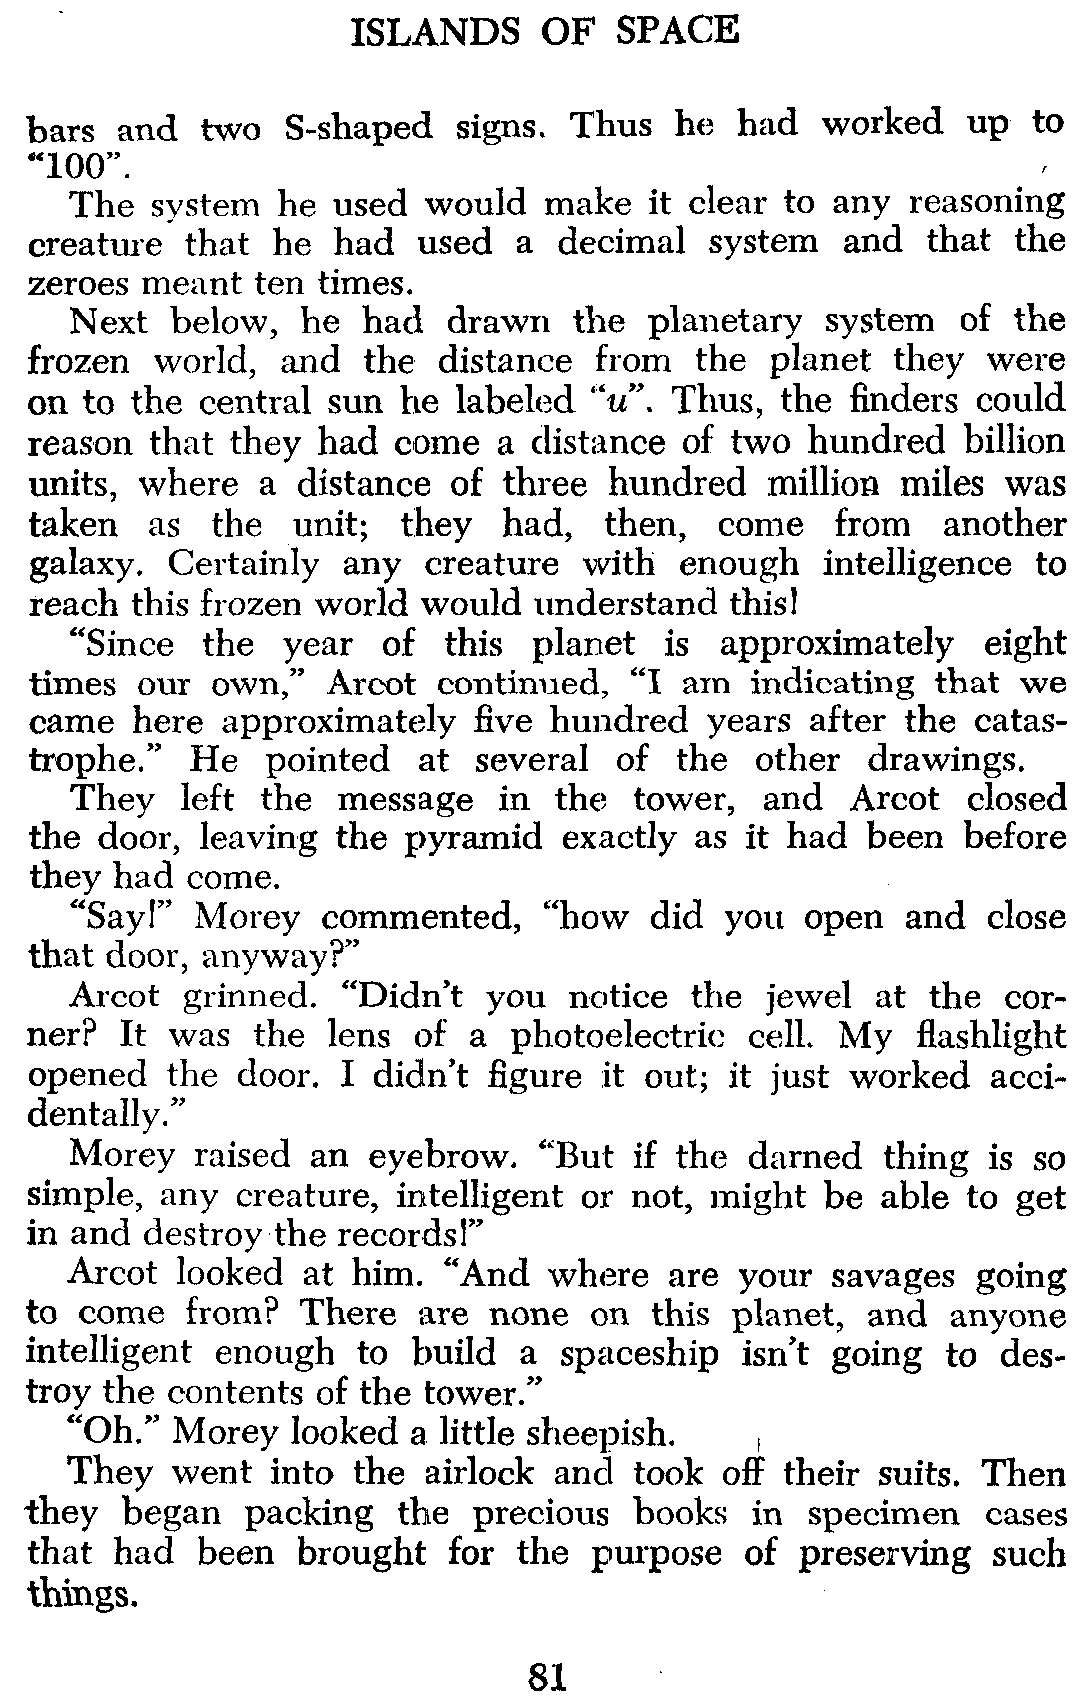 ISLANDS OF SPACE
bars and two S-shaped signs. Thus he had worked up to
“100”.
The system he used would make it clear to any reasoning
creature that he had used a decimal system and that the
zeroes meant ten times.
Next below, he had drawn the planetary system of the
frozen world, and the distance from the planet they were
on to the central sun he labeled “u”. Thus, the finders could
reason that they had come a distance of two hundred billion
units, where a distance of three hundred million miles was
taken as the unit; they had, then, come from another
galaxy. Certainly any creature with enough intelligence to
reach this frozen world would understand this!
“Since the year of this planet is approximately eight
times our own,” Arcot continued, “I am indicating that we
came here approximately five hundred years after the catas-
trophe.” He pointed at several of the other drawings.
They left the message in the tower, and Arcot closed
the door, leaving the pyramid exactly as it had been before
they had come.
“Say!” Morey commented, “how did you open and close
that door, anyway?”
Arcot grinned. “Didn’t you notice the jewel at the cor-
ner? It was the lens of a photoelectric cell. My flashlight
opened the door. I didn’t figure it out; it just worked acci-
dentally.”
Morey raised an eyebrow. “But if the darned thing is so
simple, any creature, intelligent or not, might be able to get
in and destroy the records!”
Arcot looked at him. “And where are your savages going
to come from? There are none on this planet, and anyone
intelligent enough to build a spaceship isn’t going to des-
troy the contents of the tower.”
“Oh.” Morey looked a little sheepish.
They went into the airlock and took off their suits. Then
they began packing the precious books in specimen cases
that had been brought for the purpose of preserving such
things.
81